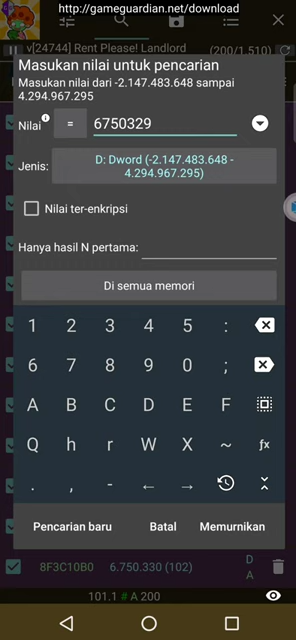 http://gameguardian.net/download
v[24744] Rent Please! Landlord
(200/1.510)
Masukan nilai untuk pencarian
Masukan nilai dari -2.147.483.648 sampai
4.294.967.295
Nilai = 6750329
Jenis: D: Dword (-2.147.483.648 -
4.294.967.295)
Nilai ter-enkripsi
Hanya hasil N pertama:
Di semua memori
1 2 3 4 5 :
6 7 8 9 0 ;
A B C D E F
Q h r W X ~ ƒx
. , - ← →
Pencarian baru Batal Memurnikan
8F3C10B0 6.750.330 (102) D
A
101.1 # A 200